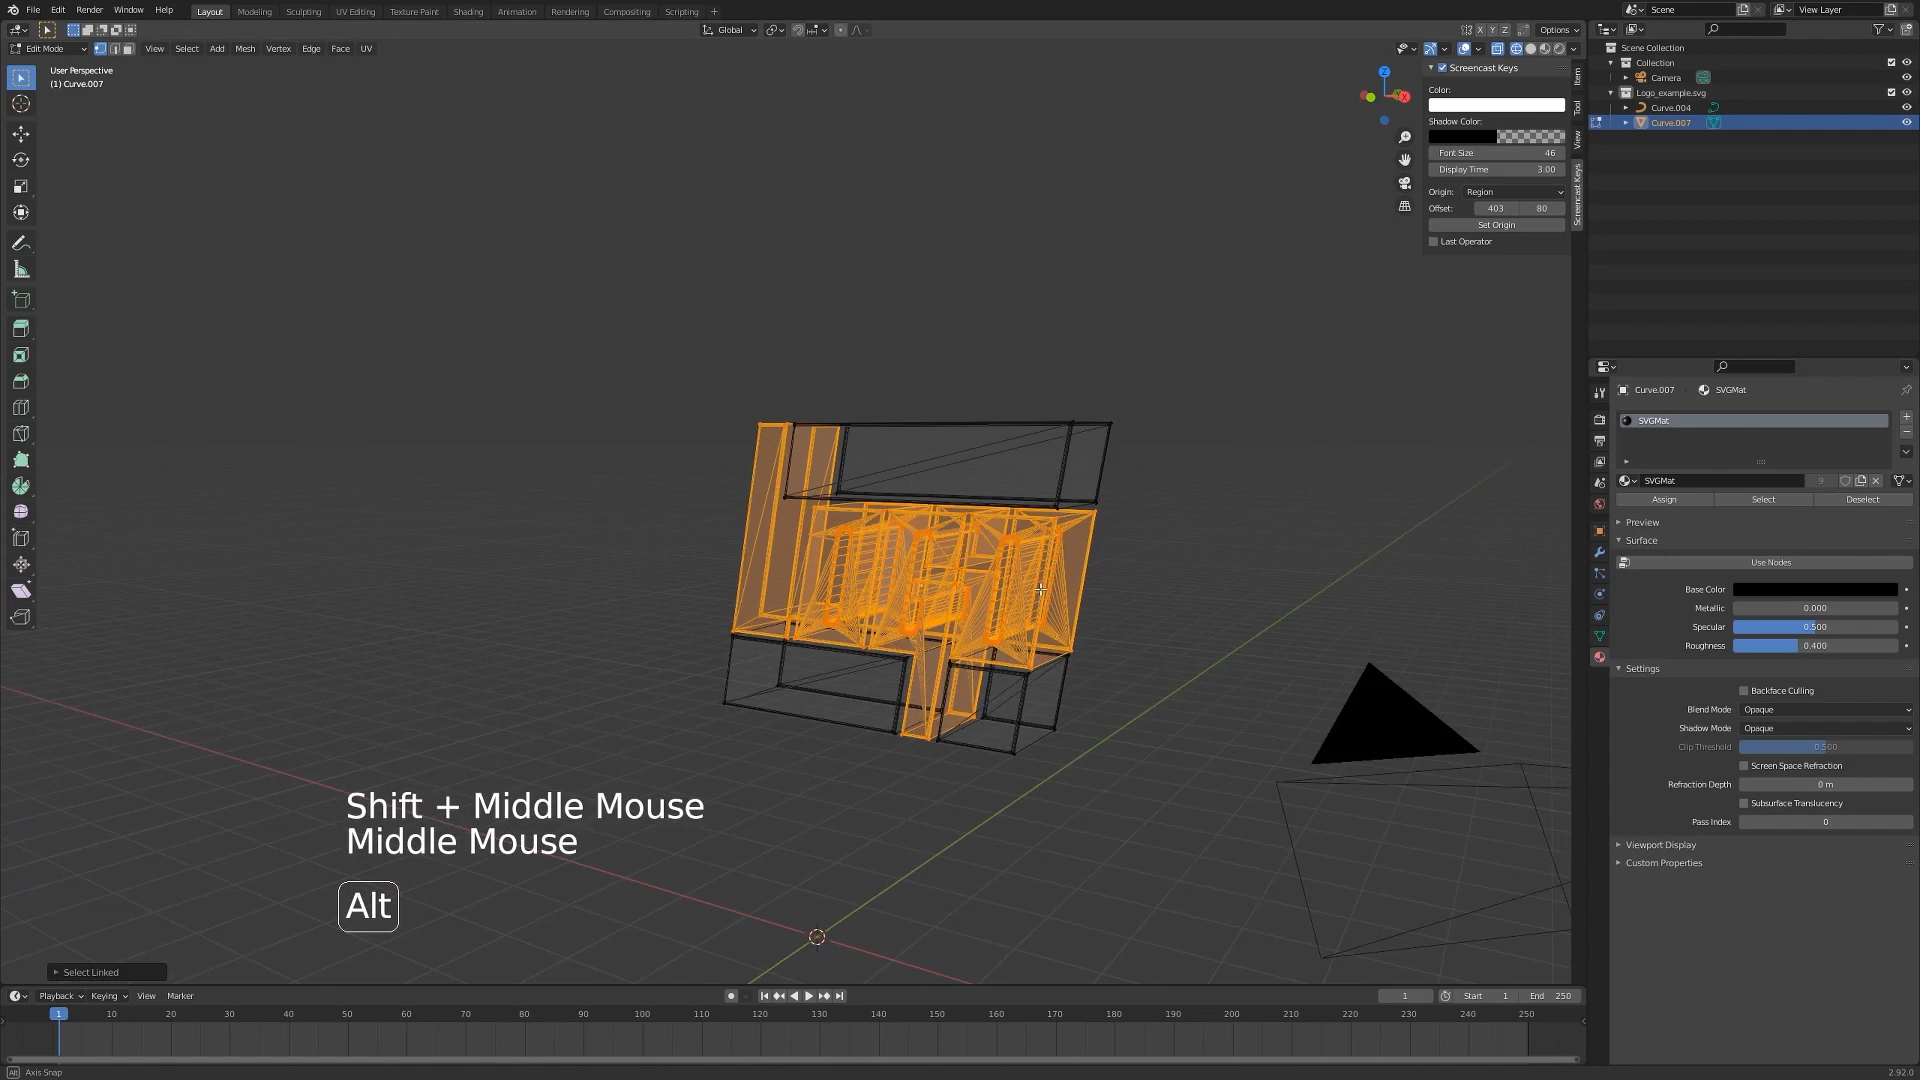 File Edit Render Window Help Layout Modeling Sculpting UV Editing Texture Paint Shading Animation Rendering Compositing Scripting + Scene View Layer
Global X Y Z Options
Edit Mode View Select Add Mesh Vertex Edge Face UV
User Perspective
(1) Curve.007
Z
X
Screencast Keys
Color:
Shadow Color:
Font Size 46
Display Time 3.00
Origin: Region
Offset: 403 80
Set Origin
Last Operator
Item
Tool
View
Screencast Keys
Scene Collection
Collection
Camera
Logo_example.svg
Curve.004
Curve.007
Curve.007 SVGMat
SVGMat
SVGMat 9
Assign Select Deselect
Preview
Surface
Use Nodes
Base Color
Metallic 0.000
Specular 0.500
Roughness 0.400
Settings
Backface Culling
Blend Mode Opaque
Shadow Mode Opaque
Clip Threshold 0.500
Screen Space Refraction
Refraction Depth 0 m
Subsurface Translucency
Pass Index 0
Viewport Display
Custom Properties
Shift + Middle Mouse
Middle Mouse
Alt
Select Linked
Playback Keying View Marker 1 Start 1 End 250
1 10 20 30 40 50 60 70 80 90 100 110 120 130 140 150 160 170 180 190 200 210 220 230 240 250
Alt Axis Snap 2.92.0